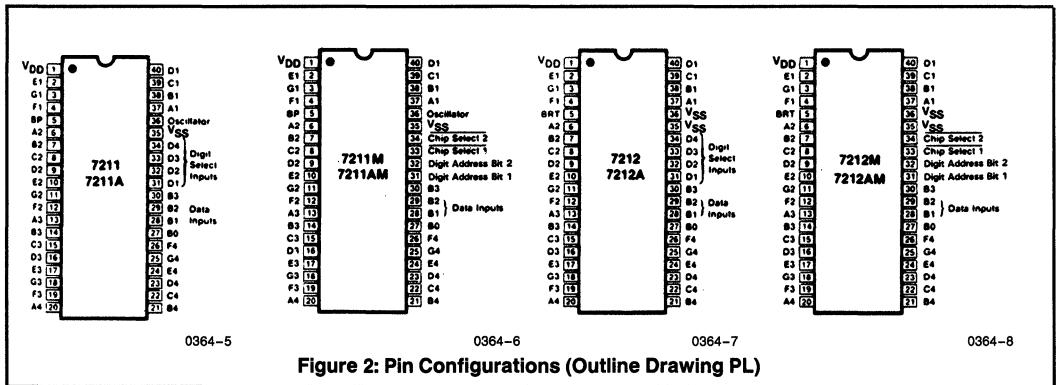 VDD 1 40 D1
E1 2 39 C1
G1 3 38 B1
F1 4 37 A1
BP 5 36 Oscillator
A2 6 35 VSS
B2 7 34 D4
C2 8 33 D3
D2 9 32 D2
E2 10 31 D1
G2 11 30 B3
F2 12 29 B2
A3 13 28 B1
B3 14 27 B0
C3 15 26 F4
D3 16 25 G4
E3 17 24 E4
G3 18 23 D4
F3 19 22 C4
A4 20 21 B4
7211
7211A
Digit
Select
Inputs
Data
Inputs
0364-5
VDD 1 40 D1
E1 2 39 C1
G1 3 38 B1
F1 4 37 A1
BP 5 36 Oscillator
A2 6 35 VSS
B2 7 34 Chip Select 2
C2 8 33 Chip Select 1
D2 9 32 Digit Address Bit 2
E2 10 31 Digit Address Bit 1
G2 11 30 B3
F2 12 29 B2
A3 13 28 B1
B3 14 27 B0
C3 15 26 F4
D3 16 25 G4
E3 17 24 E4
G3 18 23 D4
F3 19 22 C4
A4 20 21 B4
7211M
7211AM
Data Inputs
0364-6
VDD 1 40 D1
E1 2 39 C1
G1 3 38 B1
F1 4 37 A1
BRT 5 36 VSS
A2 6 35 VSS
B2 7 34 D4
C2 8 33 D3
D2 9 32 D2
E2 10 31 D1
G2 11 30 B3
F2 12 29 B2
A3 13 28 B1
B3 14 27 B0
C3 15 26 F4
D3 16 25 G4
E3 17 24 E4
G3 18 23 D4
F3 19 22 C4
A4 20 21 B4
7212
7212A
Digit
Select
Inputs
Data
Inputs
0364-7
VDD 1 40 D1
E1 2 39 C1
G1 3 38 B1
F1 4 37 A1
BRT 5 36 VSS
A2 6 35 VSS
B2 7 34 Chip Select 2
C2 8 33 Chip Select 1
D2 9 32 Digit Address Bit 2
E2 10 31 Digit Address Bit 1
G2 11 30 B3
F2 12 29 B2
A3 13 28 B1
B3 14 27 B0
C3 15 26 F4
D3 16 25 G4
E3 17 24 E4
G3 18 23 D4
F3 19 22 C4
A4 20 21 B4
7212M
7212AM
Data Inputs
0364-8
Figure 2: Pin Configurations (Outline Drawing PL)